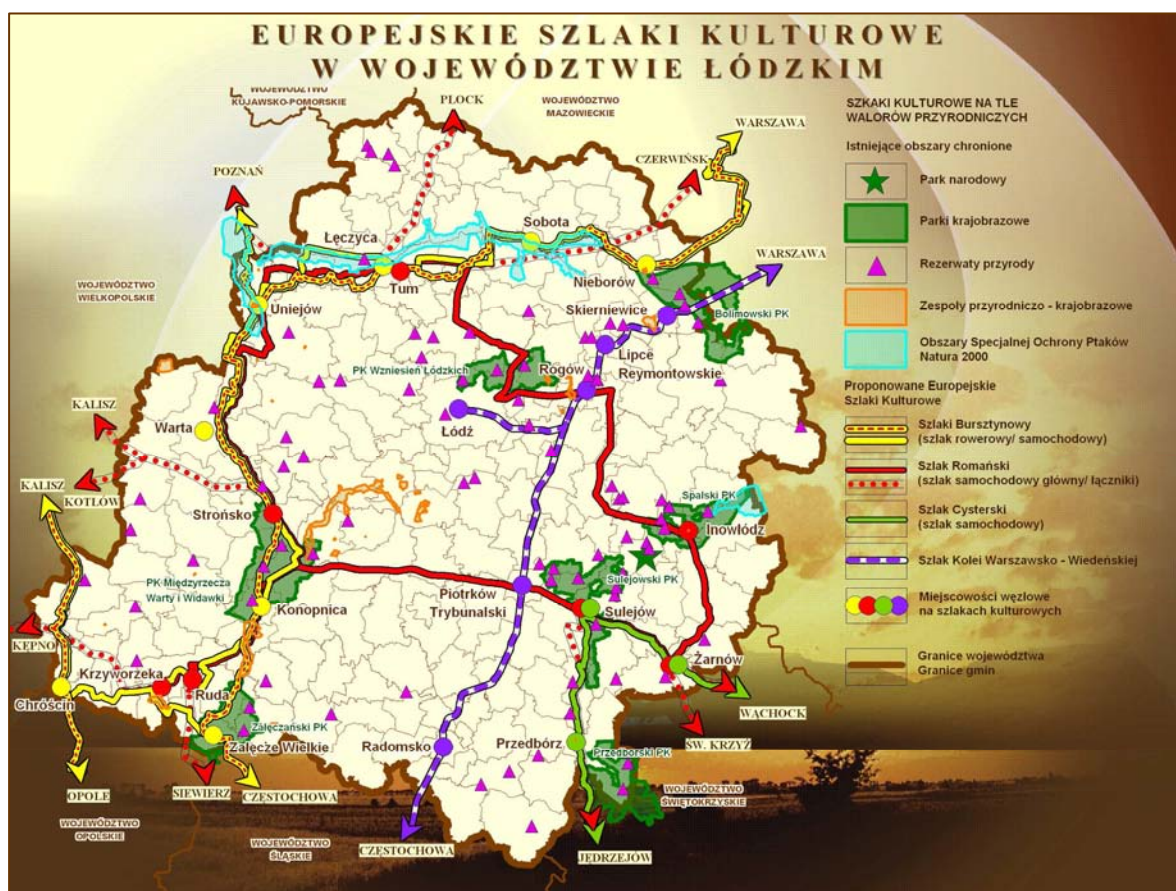 EUROPEJSKIE SZLAKI KULTUROWE
W WOJEWÓDZTWIE ŁÓDZKIM
WOJEWÓDZTWO
KUJAWSKO-POMORSKIE
PŁOCK
WOJEWÓDZTWO
MAZOWIECKIE
WARSZAWA
CZERWIŃSK
POZNAŃ
Sobota
Łęczyca
WARSZAWA
Tum
Nieborów
WOJEWÓDZTWO
WIELKOPOLSKIE
Uniejów
Skierniewice
Bolimowski PK
Lipce
Reymontowskie
PK Wzniesień Łódzkich
Rogów
KALISZ
Warta
Łódź
KALISZ
KOTŁÓW
Spalski PK
Strońsko
Inowłódz
PK Międzyrzecza
Warty i Widawki
Sulejowski PK
Piotrków
Trybunalski
Konopnica
Sulejów
KĘPNO
Krzyworzeka
Żarnów
Ruda
Chróścin
WĄCHOCK
Załęczański PK
Załęcze Wielkie
Radomsko
Przedbórz
Przedborski PK
ŚW. KRZYŻ
OPOLE
SIEWIERZ
CZĘSTOCHOWA
WOJEWÓDZTWO
ŚWIĘTOKRZYSKIE
WOJEWÓDZTWO
OPOLSKIE
WOJEWÓDZTWO
ŚLĄSKIE
CZĘSTOCHOWA
JĘDRZEJÓW
SZKAKI KULTUROWE NA TLE
WALORÓW PRZYRODNICZYCH
Istniejące obszary chronione
Park narodowy
Parki krajobrazowe
Rezerwaty przyrody
Zespoły przyrodniczo - krajobrazowe
Obszary Specjalnej Ochrony Ptaków
Natura 2000
Proponowane Europejskie
Szlaki Kulturowe
Szlaki Bursztynowy
(szlak rowerowy/ samochodowy)
Szlak Romański
(szlak samochodowy główny/ łączniki)
Szlak Cysterski
(szlak samochodowy)
Szlak Kolei Warszawsko - Wiedeńskiej
Miejscowości węzłowe
na szlakach kulturowych
Granice województwa
Granice gmin